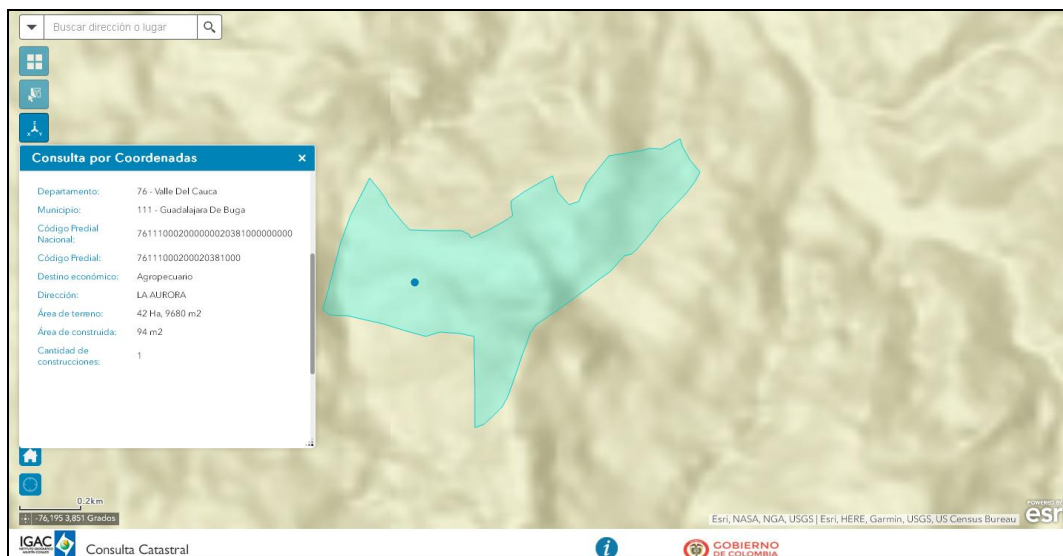 Buscar dirección o lugar
Consulta por Coordenadas ×
Departamento: 76 - Valle Del Cauca
Municipio: 111 - Guadalajara De Buga
Código Predial
Nacional: 761110002000000020381000000000
Código Predial: 76111000200020381000
Destino económico: Agropecuario
Dirección: LA AURORA
Área de terreno: 42 Ha, 9680 m2
Área de construida: 94 m2
Cantidad de
construcciones: 1
0.2km
-76,195 3,851 Grados
Esri, NASA, NGA, USGS | Esri, HERE, Garmin, USGS, US Census Bureau
POWERED BY
esri
IGAC
Consulta Catastral
i
GOBIERNO
DE COLOMBIA